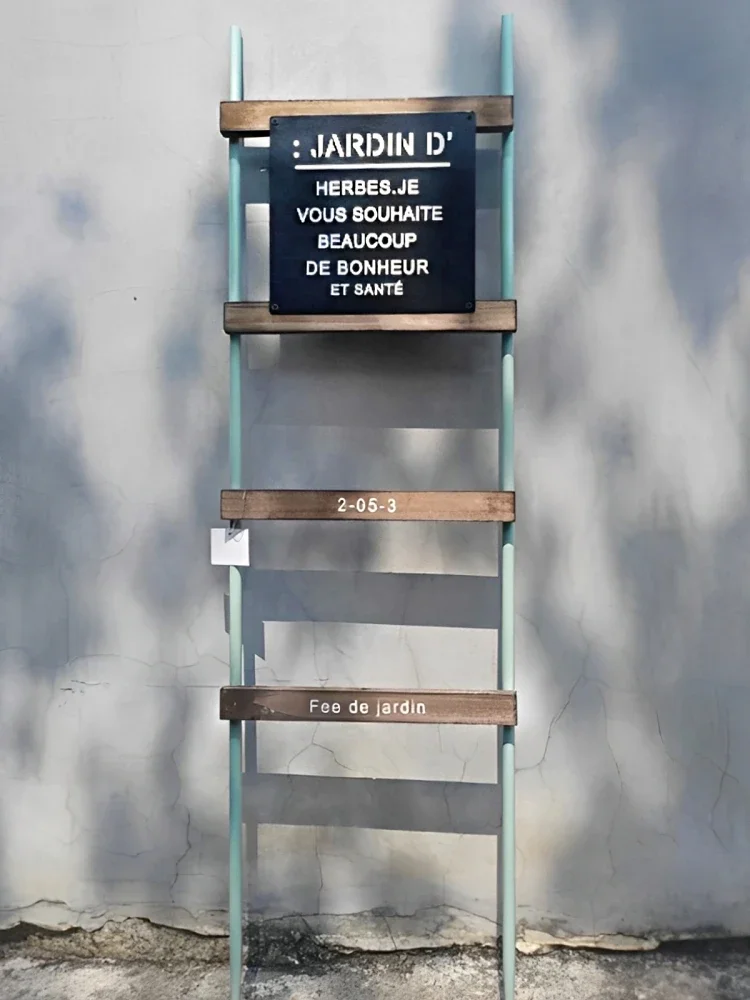 : JARDIN D'
HERBES.JE
VOUS SOUHAITE
BEAUCOUP
DE BONHEUR
ET SANTÉ
2-05-3
Fee de jardin